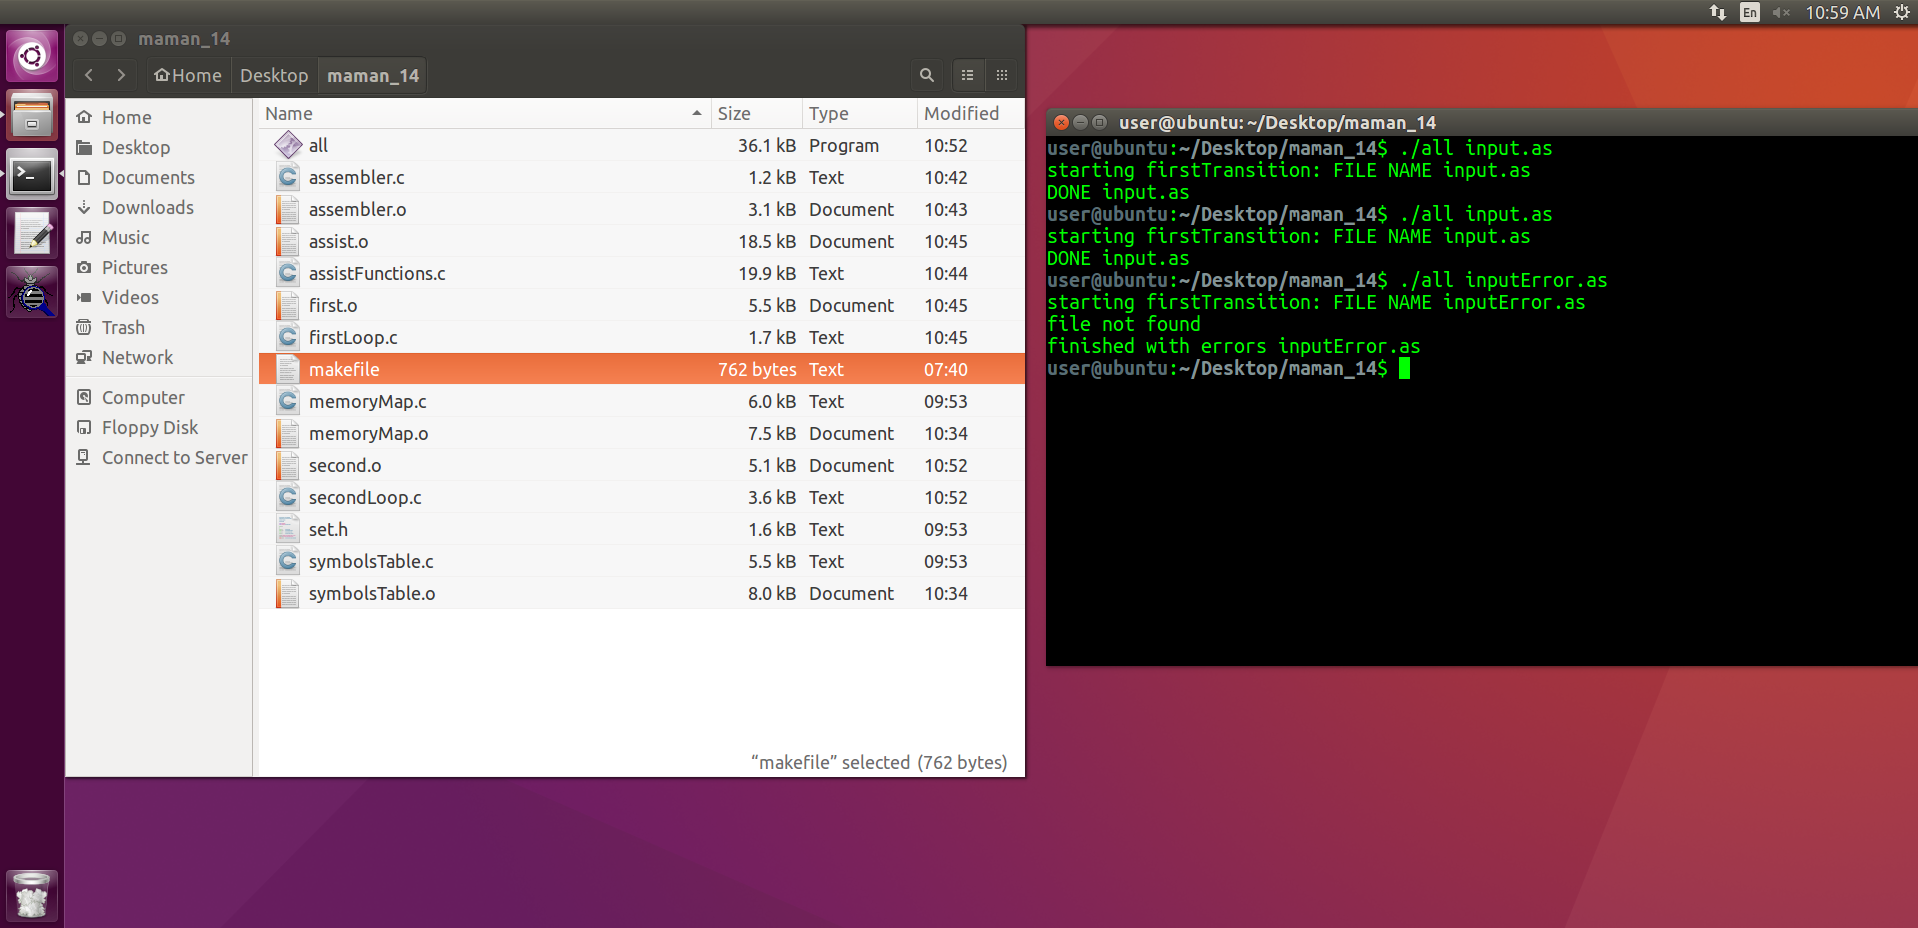 En 10:59 AM
maman_14
Home Desktop maman_14
Home
Desktop
Documents
Downloads
Music
Pictures
Videos
Trash
Network
Computer
Floppy Disk
Connect to Server
Name Size Type Modified
all 36.1 kB Program 10:52
assembler.c 1.2 kB Text 10:42
assembler.o 3.1 kB Document 10:43
assist.o 18.5 kB Document 10:45
assistFunctions.c 19.9 kB Text 10:44
first.o 5.5 kB Document 10:45
firstLoop.c 1.7 kB Text 10:45
makefile 762 bytes Text 07:40
memoryMap.c 6.0 kB Text 09:53
memoryMap.o 7.5 kB Document 10:34
second.o 5.1 kB Document 10:52
secondLoop.c 3.6 kB Text 10:52
set.h 1.6 kB Text 09:53
symbolsTable.c 5.5 kB Text 09:53
symbolsTable.o 8.0 kB Document 10:34
“makefile” selected (762 bytes)
user@ubuntu: ~/Desktop/maman_14
user@ubuntu:~/Desktop/maman_14$ ./all input.as
starting firstTransition: FILE NAME input.as
DONE input.as
user@ubuntu:~/Desktop/maman_14$ ./all input.as
starting firstTransition: FILE NAME input.as
DONE input.as
user@ubuntu:~/Desktop/maman_14$ ./all inputError.as
starting firstTransition: FILE NAME inputError.as
file not found
finished with errors inputError.as
user@ubuntu:~/Desktop/maman_14$